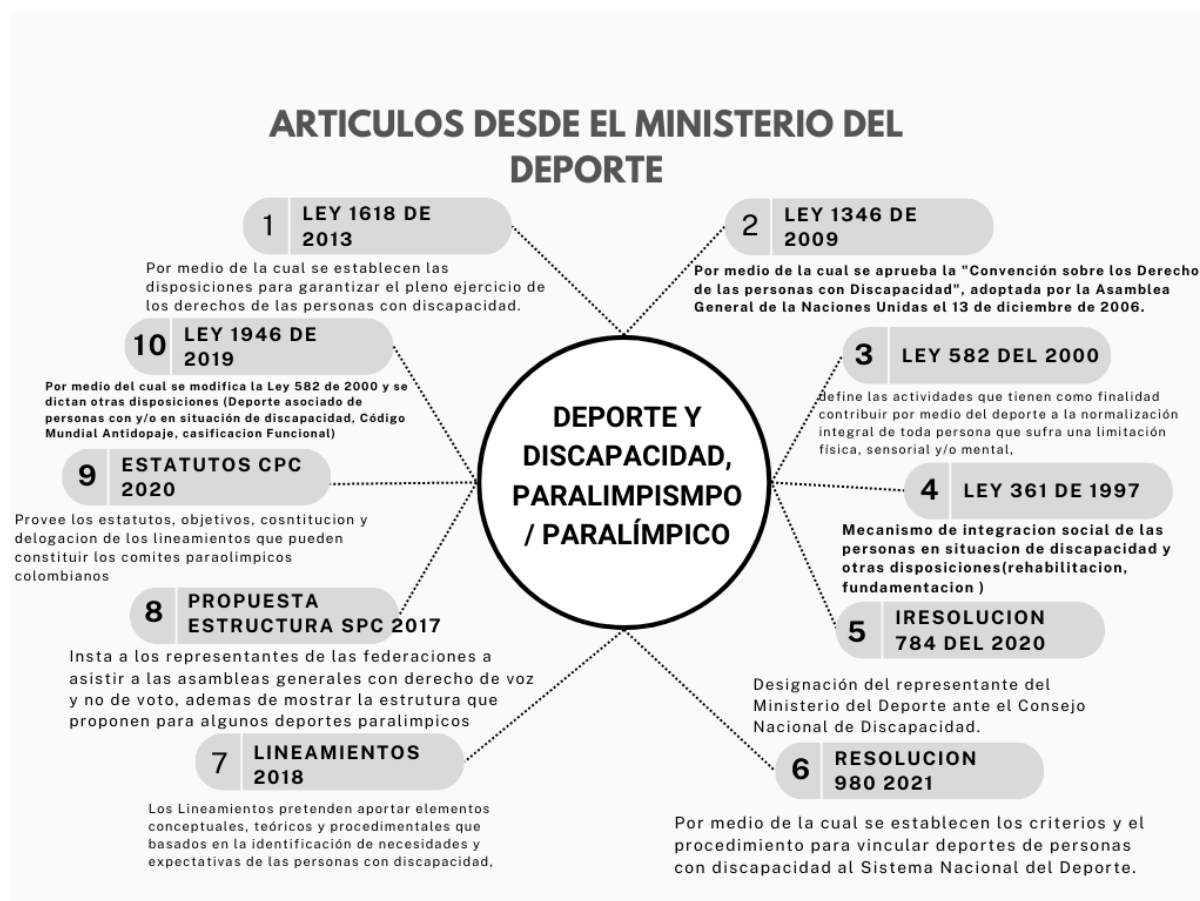 ARTICULOS DESDE EL MINISTERIO DEL
DEPORTE
1
LEY 1618 DE
2013
Por medio de la cual se establecen las
disposiciones para garantizar el pleno ejercicio de
los derechos de las personas con discapacidad.
2
LEY 1346 DE
2009
Por medio de la cual se aprueba la "Convención sobre los Derecho
de las personas con Discapacidad", adoptada por la Asamblea
General de la Naciones Unidas el 13 de diciembre de 2006.
3
LEY 582 DEL 2000
define las actividades que tienen como finalidad
contribuir por medio del deporte a la normalización
integral de toda persona que sufra una limitación
física, sensorial y/o mental,
4
LEY 361 DE 1997
Mecanismo de integracion social de las
personas en situacion de discapacidad y
otras disposiciones(rehabilitacion,
fundamentacion )
5
IRESOLUCION
784 DEL 2020
Designación del representante del
Ministerio del Deporte ante el Consejo
Nacional de Discapacidad.
6
RESOLUCION
980 2021
Por medio de la cual se establecen los criterios y el
procedimiento para vincular deportes de personas
con discapacidad al Sistema Nacional del Deporte.
7
LINEAMIENTOS
2018
Los Lineamientos pretenden aportar elementos
conceptuales, teóricos y procedimentales que
basados en la identificación de necesidades y
expectativas de las personas con discapacidad,
8
PROPUESTA
ESTRUCTURA SPC 2017
Insta a los representantes de las federaciones a
asistir a las asambleas generales con derecho de voz
y no de voto, ademas de mostrar la estrutura que
proponen para algunos deportes paralimpicos
9
ESTATUTOS CPC
2020
Provee los estatutos, objetivos, cosntitucion y
delogacion de los lineamientos que pueden
constituir los comites paraolimpicos
colombianos
10
LEY 1946 DE
2019
Por medio del cual se modifica la Ley 582 de 2000 y se
dictan otras disposiciones (Deporte asociado de
personas con y/o en situación de discapacidad, Código
Mundial Antidopaje, casificacion Funcional)
DEPORTE Y
DISCAPACIDAD,
PARALIMPISMPO
/ PARALÍMPICO